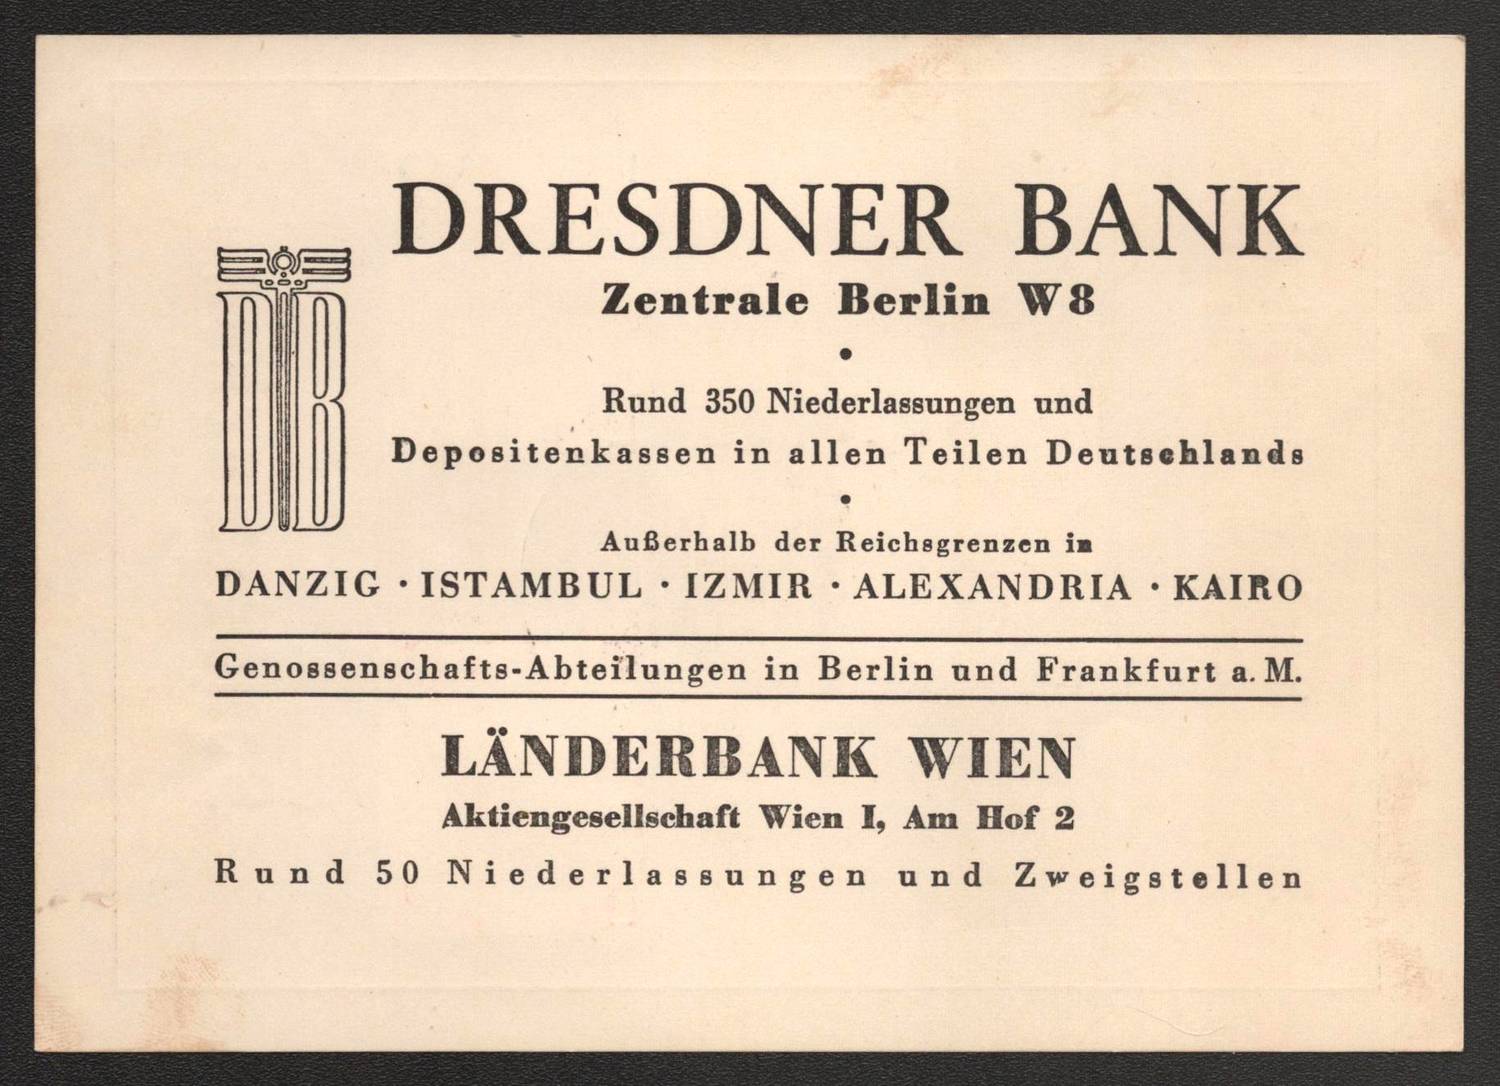 DRESDNER BANK
Zentrale Berlin W 8
•
Rund 350 Niederlassungen und
Depositenkassen in allen Teilen Deutschlands
•
Außerhalb der Reichsgrenzen in
DANZIG · ISTAMBUL · IZMIR · ALEXANDRIA · KAIRO
Genossenschafts-Abteilungen in Berlin und Frankfurt a. M.
LÄNDERBANK WIEN
Aktiengesellschaft Wien I, Am Hof 2
Rund 50 Niederlassungen und Zweigstellen
DB